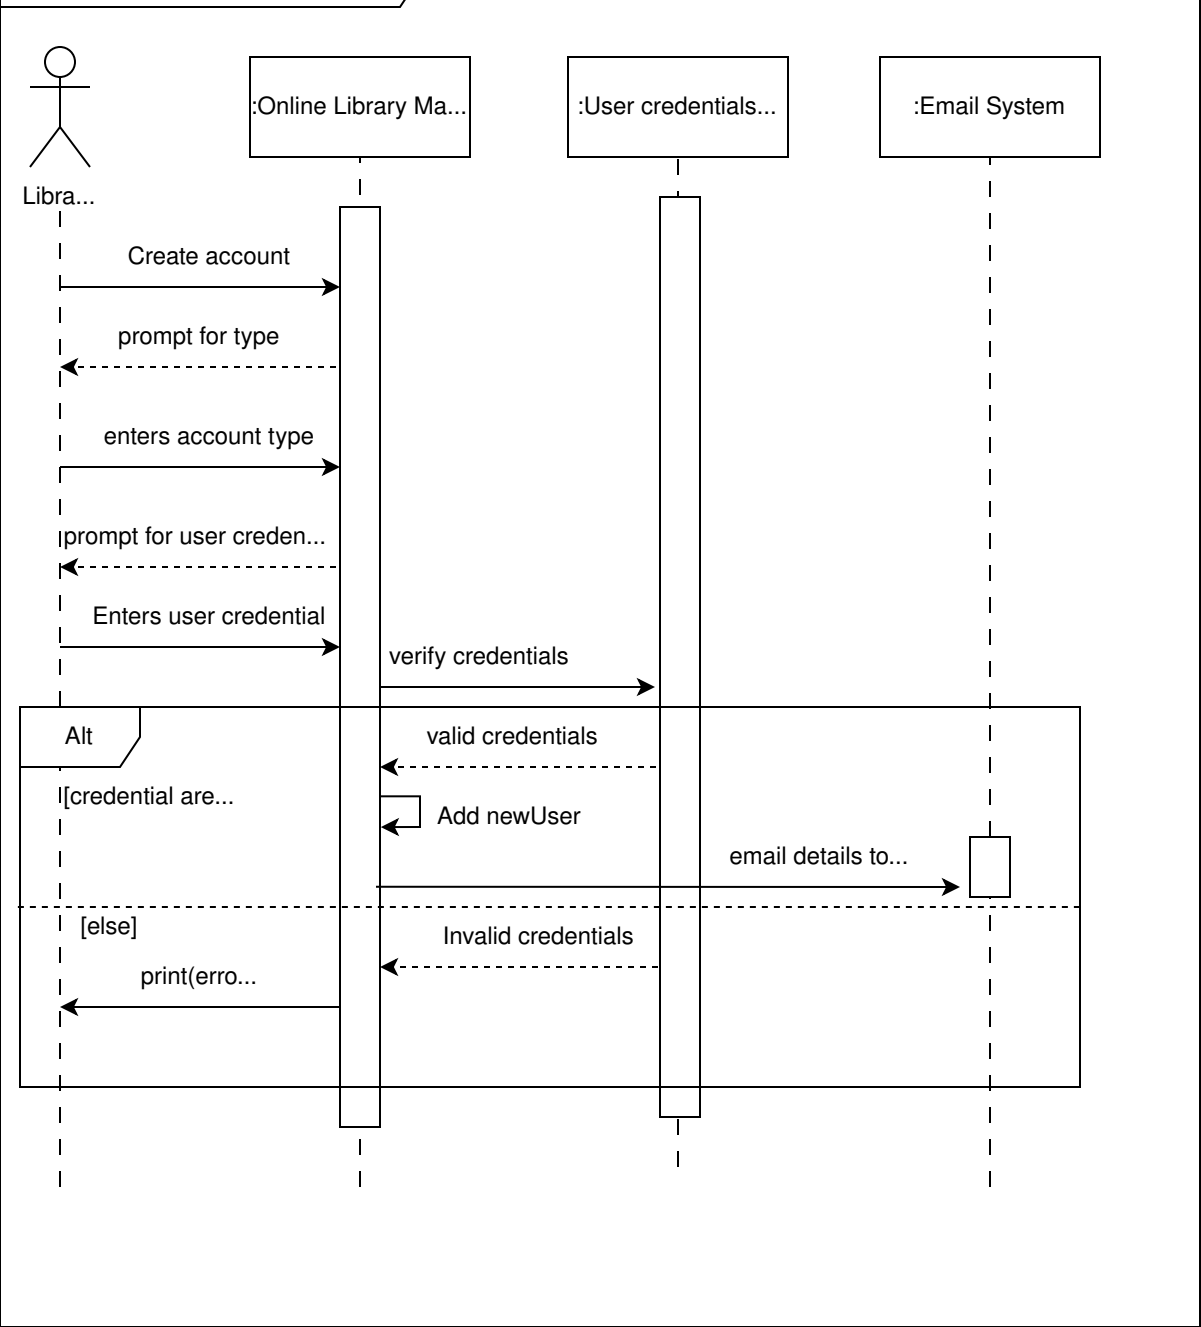 :Online Library Ma...
:User credentials...
:Email System
Libra...
Create account
prompt for type
enters account type
prompt for user creden...
Enters user credential
verify credentials
Alt
valid credentials
[credential are...
Add newUser
email details to...
[else]
Invalid credentials
print(erro...